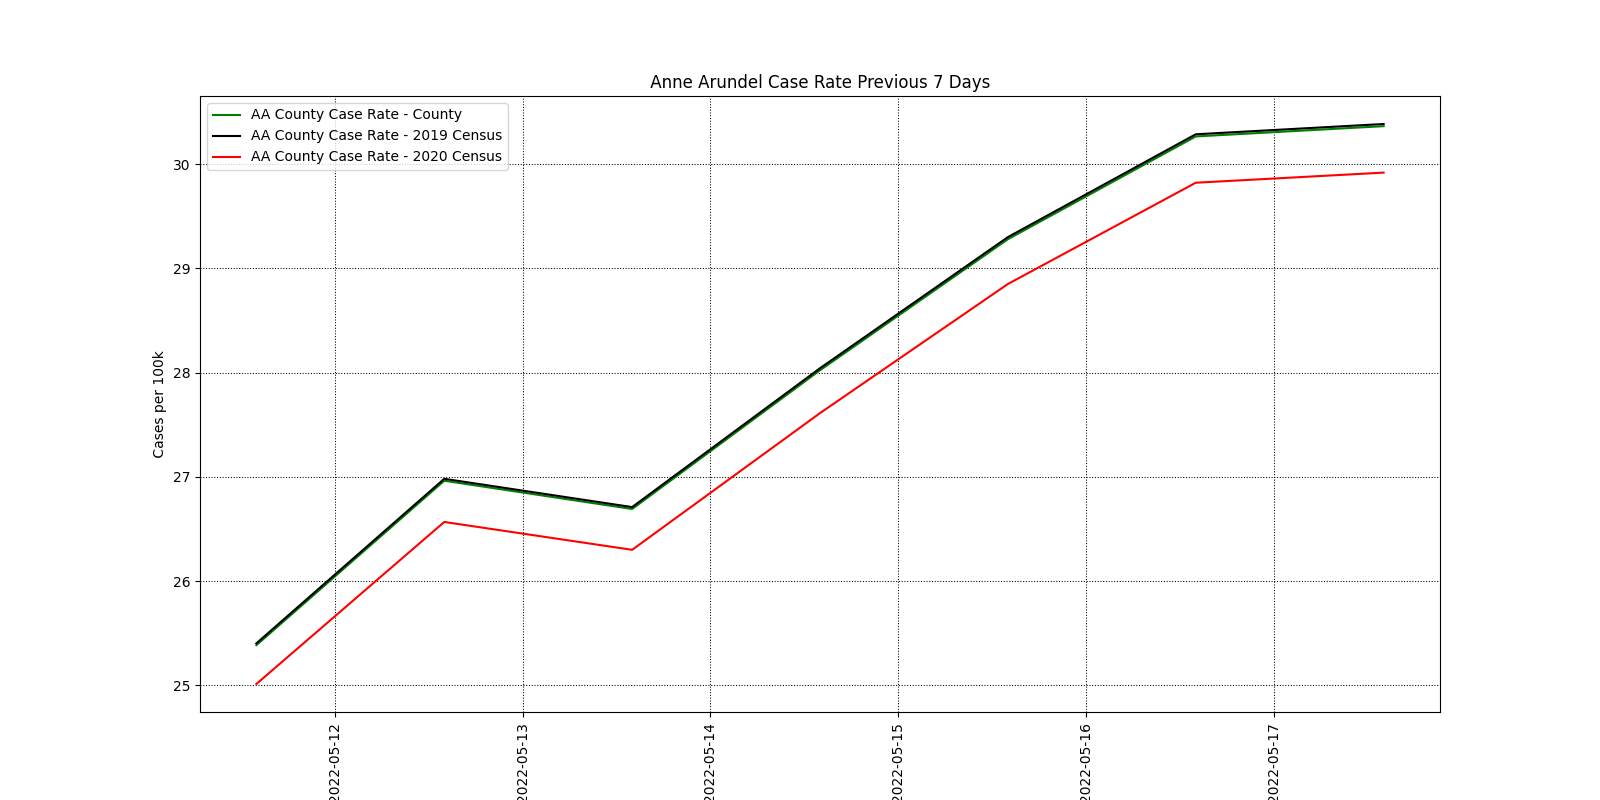 Anne Arundel Case Rate Previous 7 Days
AA County Case Rate - County
AA County Case Rate - 2019 Census
AA County Case Rate - 2020 Census
Cases per 100k
30
29
28
27
26
25
2022-05-12
2022-05-13
2022-05-14
2022-05-15
2022-05-16
2022-05-17